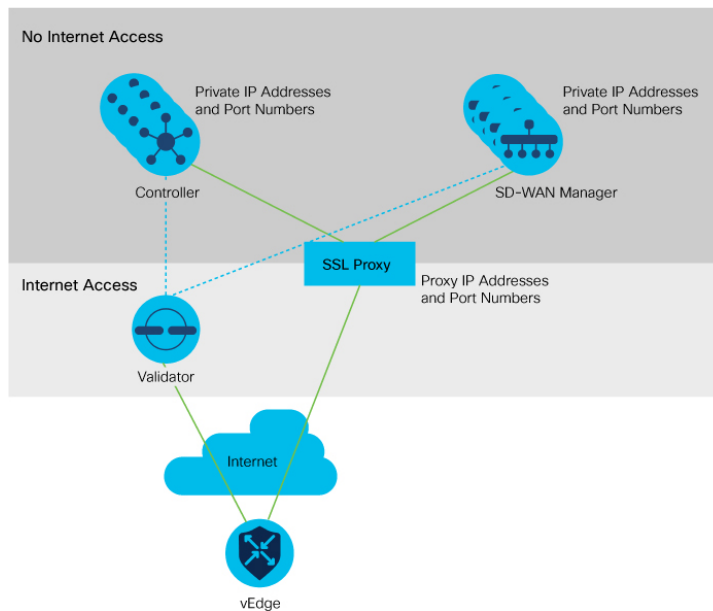 No Internet Access
Private IP Addresses
and Port Numbers
Private IP Addresses
and Port Numbers
Controller
SD-WAN Manager
SSL Proxy
Internet Access
Proxy IP Addresses
and Port Numbers
Validator
Internet
vEdge